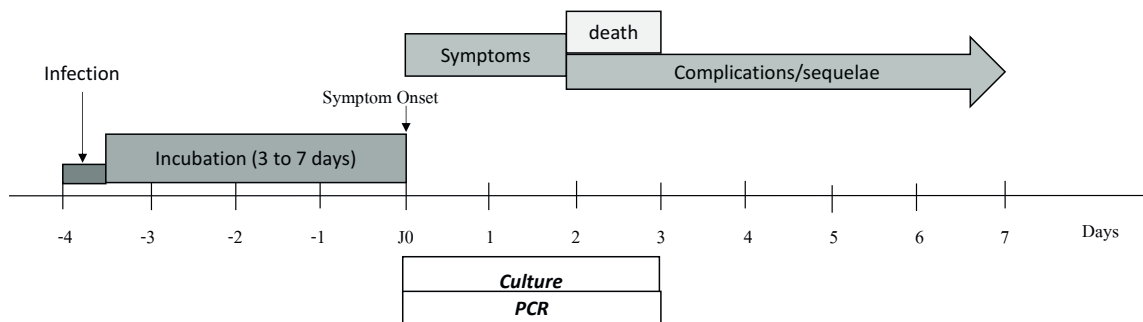 death
Symptoms
Complications/sequelae
Infection
Symptom Onset
Incubation (3 to 7 days)
-4 -3 -2 -1 J0 1 2 3 4 5 6 7 Days
Culture
PCR